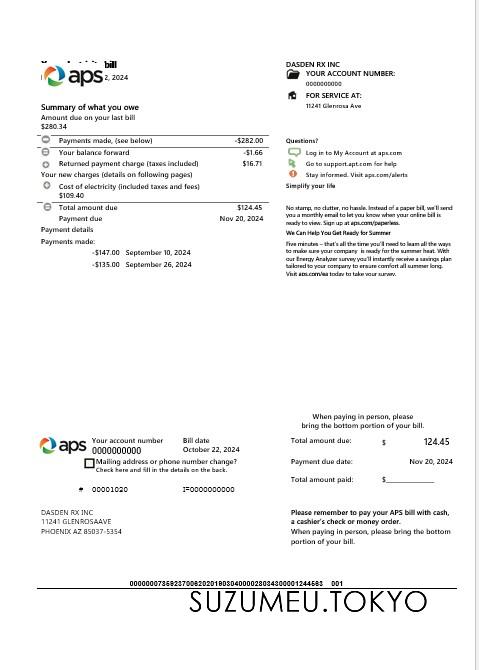 bill
aps 2, 2024
DASDEN RX INC
YOUR ACCOUNT NUMBER:
0000000000
FOR SERVICE AT:
11241 Glenrosa Ave
Summary of what you owe
Amount due on your last bill
$280.34
Payments made, (see below) -$282.00
Your balance forward -$1.66
Returned payment charge (taxes included) $16.71
Your new charges (details on following pages)
Cost of electricity (included taxes and fees)
$109.40
Total amount due $124.45
Payment due Nov 20, 2024
Payment details
Payments made:
-$147.00 September 10, 2024
-$135.00 September 26, 2024
Questions?
Log in to My Account at aps.com
Go to support.aptc.com for help
Stay informed. Visit aps.com/alerts
Simplify your life
No stamp, no clutter, no hassle. Instead of a paper bill, we'll send
you a monthly email to let you know when your online bill is
ready to view. Sign up at aps.com/paperless.
We Can Help You Get Ready for Summer
Five minutes – that's all the time you'll need to learn all the ways
to make sure your company is ready fo the summer heat. With
our Energy Analyzer survey you'll instantly receive a savings plan
tailored to your company to ensure comfort all summer long.
Visit aps.com/ea today to take your survey.
When paying in person, please
bring the bottom portion of your bill.
aps
Your account number Bill date
0000000000 October 22, 2024
Mailing address or phone number change?
Check here and fill in the details on the back.
# 00001020 I=0000000000
Total amount due: $ 124.45
Payment due date: Nov 20, 2024
Total amount paid: $
DASDEN RX INC
11241 GLENROSAAVE
PHOENIX AZ 85037-5354
Please remember to pay your APS bill with cash,
a cashier's check or money order.
When paying in person, please bring the bottom
portion of your bill.
001
SUZUMEU.TOKYO